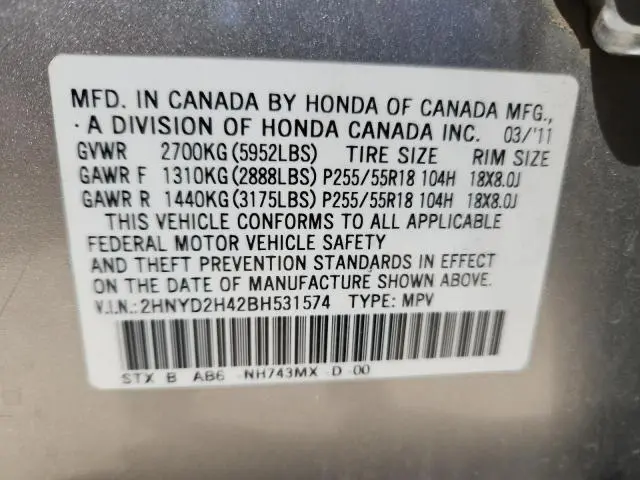 MFD. IN CANADA BY HONDA OF CANADA MFG.,
A DIVISION OF HONDA CANADA INC. 03/'11
GVWR 2700KG (5952LBS) TIRE SIZE RIM SIZE
GAWR F 1310KG (2888LBS) P255/55R18 104H 18X8.0J
GAWR R 1440KG (3175LBS) P255/55R18 104H 18X8.0J
THIS VEHICLE CONFORMS TO ALL APPLICABLE
FEDERAL MOTOR VEHICLE SAFETY
AND THEFT PREVENTION STANDARDS IN EFFECT
ON THE DATE OF MANUFACTURE SHOWN ABOVE.
V.I.N.:2HNYD2H42BH531574 TYPE: MPV
STX B AB6 NH743MX D 00